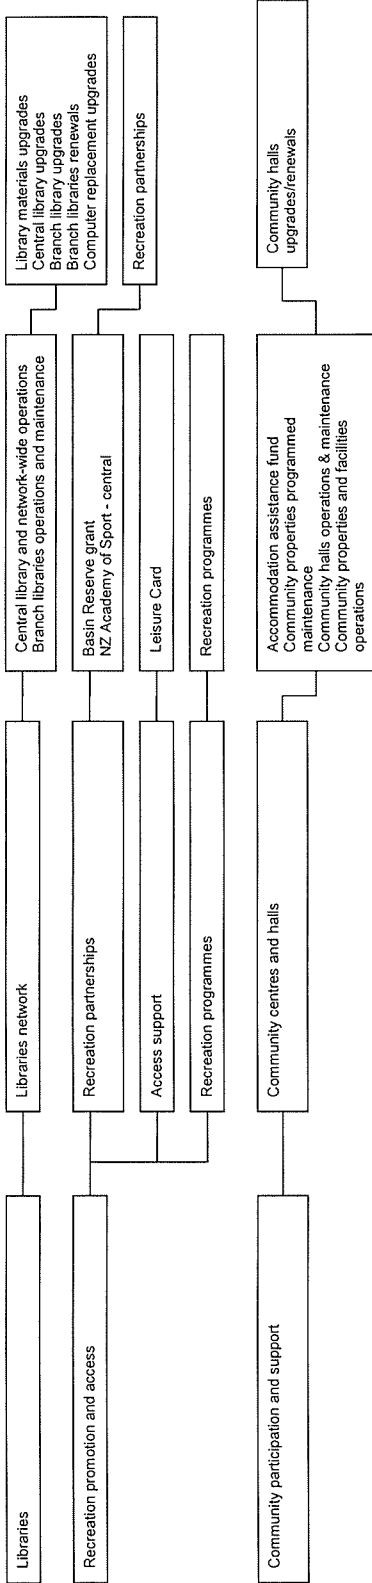 Libraries
Libraries network
Central library and network-wide operations
Branch libraries operations and maintenance
Library materials upgrades
Central library upgrades
Branch library upgrades
Branch libraries renewals
Computer replacement upgrades
Recreation promotion and access
Recreation partnerships
Basin Reserve grant
NZ Academy of Sport - central
Recreation partnerships
Access support
Leisure Card
Recreation programmes
Recreation programmes
Community participation and support
Community centres and halls
Accommodation assistance fund
Community properties programmed
maintenance
Community halls operations & maintenance
Community properties and facilities
operations
Community halls
upgrades/renewals